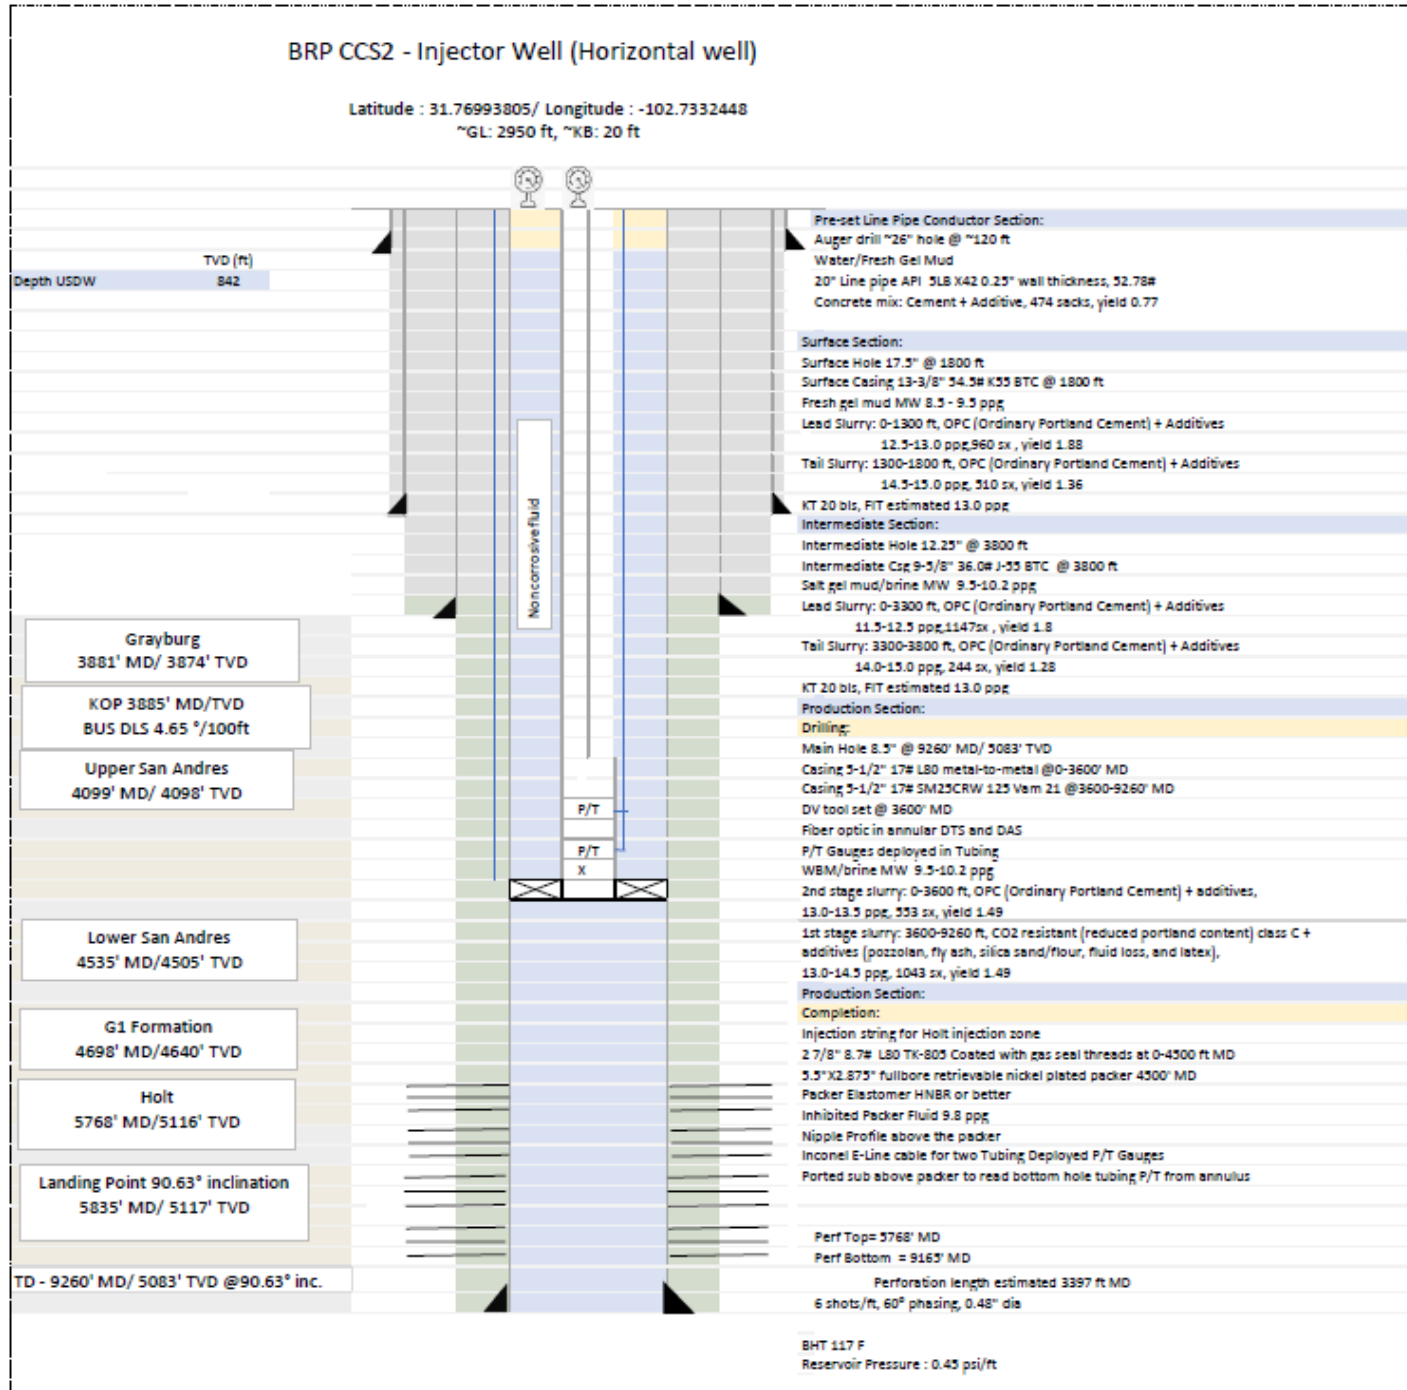 BRP CCS2 - Injector Well (Horizontal well)
Latitude : 31.76993805/ Longitude : -102.7332448
~GL: 2950 ft, ~KB: 20 ft
TVD (ft)
Depth USDW 842
Grayburg
3881' MD/ 3874' TVD
KOP 3885' MD/TVD
BUS DLS 4.65 °/100ft
Upper San Andres
4099' MD/ 4098' TVD
Lower San Andres
4535' MD/4505' TVD
G1 Formation
4698' MD/4640' TVD
Holt
5768' MD/5116' TVD
Landing Point 90.63° inclination
5835' MD/ 5117' TVD
TD - 9260' MD/ 5083' TVD @90.63° inc.
Noncorrosive fluid
P/T
P/T
X
Pre-set Line Pipe Conductor Section:
Auger drill ~26" hole @ ~120 ft
Water/Fresh Gel Mud
20" Line pipe API 5LB X42 0.25" wall thickness, 52.78#
Concrete mix: Cement + Additive, 474 sacks, yield 0.77
Surface Section:
Surface Hole 17.5" @ 1800 ft
Surface Casing 13-3/8" 54.5# K55 BTC @ 1800 ft
Fresh gel mud MW 8.5 - 9.5 ppg
Lead Slurry: 0-1300 ft, OPC (Ordinary Portland Cement) + Additives
12.5-13.0 ppg,960 sx , yield 1.88
Tail Slurry: 1300-1800 ft, OPC (Ordinary Portland Cement) + Additives
14.5-15.0 ppg, 510 sx, yield 1.36
KT 20 bls, FIT estimated 13.0 ppg
Intermediate Section:
Intermediate Hole 12.25" @ 3800 ft
Intermediate Csg 9-5/8" 36.0# J-55 BTC @ 3800 ft
Salt gel mud/brine MW 9.5-10.2 ppg
Lead Slurry: 0-3300 ft, OPC (Ordinary Portland Cement) + Additives
11.5-12.5 ppg,1147sx , yield 1.8
Tail Slurry: 3300-3800 ft, OPC (Ordinary Portland Cement) + Additives
14.0-15.0 ppg, 244 sx, yield 1.28
KT 20 bls, FIT estimated 13.0 ppg
Production Section:
Drilling:
Main Hole 8.5" @ 9260' MD/ 5083' TVD
Casing 5-1/2" 17# L80 metal-to-metal @0-3600' MD
Casing 5-1/2" 17# SM25CRW 125 Vam 21 @3600-9260' MD
DV tool set @ 3600' MD
Fiber optic in annular DTS and DAS
P/T Gauges deployed in Tubing
WBM/brine MW 9.5-10.2 ppg
2nd stage slurry: 0-3600 ft, OPC (Ordinary Portland Cement) + additives,
13.0-13.5 ppg, 553 sx, yield 1.49
1st stage slurry: 3600-9260 ft, CO2 resistant (reduced portland content) class C +
additives (pozzolan, fly ash, silica sand/flour, fluid loss, and latex),
13.0-14.5 ppg, 1043 sx, yield 1.49
Production Section:
Completion:
Injection string for Holt injection zone
2 7/8" 8.7# L80 TK-805 Coated with gas seal threads at 0-4500 ft MD
5.5"X2.875" fullbore retrievable nickel plated packer 4500' MD
Packer Elastomer HNBR or better
Inhibited Packer Fluid 9.8 ppg
Nipple Profile above the packer
Inconel E-Line cable for two Tubing Deployed P/T Gauges
Ported sub above packer to read bottom hole tubing P/T from annulus
Perf Top= 5768' MD
Perf Bottom = 9165' MD
Perforation length estimated 3397 ft MD
6 shots/ft, 60° phasing, 0.48" dia
BHT 117 F
Reservoir Pressure : 0.45 psi/ft